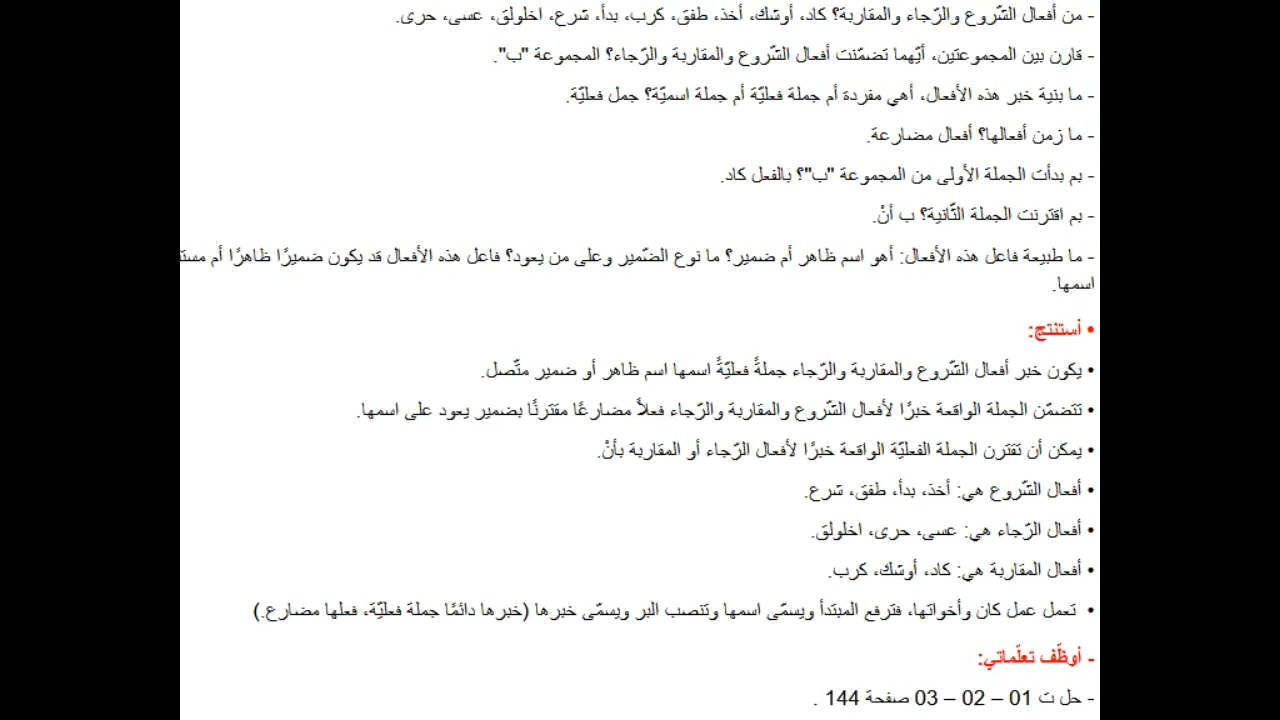 - من أفعال الشّروع والرّجاء والمقاربة؟ كاد، أوشك، أخذ، طفق، كرب، بدأ، شرع، اخلولق، عسى، حرى.
- قارن بين المجموعتين، أيّهما تضمّنت أفعال الشّروع والمقاربة والرّجاء؟ المجموعة "ب".
- ما بنية خبر هذه الأفعال، أهي مفردة أم جملة فعليّة أم جملة اسميّة؟ جمل فعليّة.
- ما زمن أفعالها؟ أفعال مضارعة.
- بم بدأت الجملة الأولى من المجموعة "ب"؟ بالفعل كاد.
- بم اقترنت الجملة الثّانية؟ ب أنْ.
- ما طبيعة فاعل هذه الأفعال: أهو اسم ظاهر أم ضمير؟ ما نوع الضّمير وعلى من يعود؟ فاعل هذه الأفعال قد يكون ضميرًا ظاهرًا أم
اسمها.
• أستنتج:
• يكون خبر أفعال الشّروع والمقاربة والرّجاء جملةً فعليّةً اسمها اسم ظاهر أو ضمير متّصل.
• تتضمّن الجملة الواقعة خبرًا لأفعال الشّروع والمقاربة والرّجاء فعلاً مضارعًا مقترنًا بضمير يعود على اسمها.
• يمكن أن تقترن الجملة الفعليّة الواقعة خبرًا لأفعال الرّجاء أو المقاربة بأنْ.
• أفعال الشّروع هي: أخذ، بدأ، طفق، شرع.
• أفعال الرّجاء هي: عسى، حرى، اخلولق.
• أفعال المقاربة هي: كاد، أوشك، كرب.
• تعمل عمل كان وأخواتها، فترفع المبتدأ ويسمّى اسمها وتنصب البر ويسمّى خبرها (خبرها دائمًا جملة فعليّة، فعلها مضارع.)
- أوظّف تعلّماتي:
- حل ت 01 – 02 – 03 صفحة 144 .